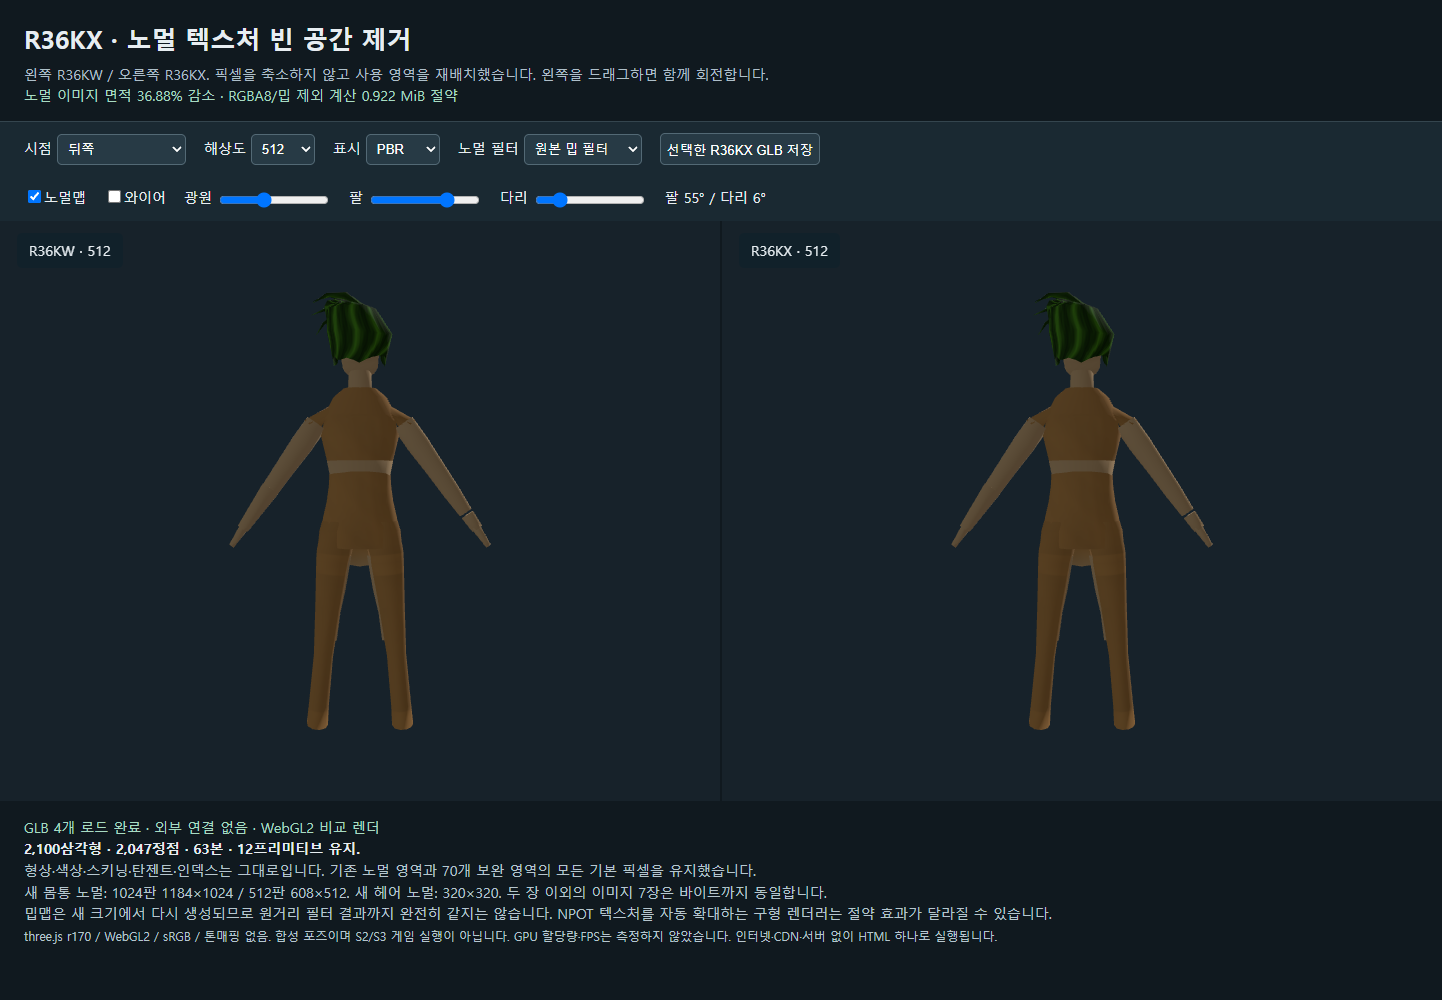 R36KX · 노멀 텍스처 빈 공간 제거
왼쪽 R36KW / 오른쪽 R36KX. 픽셀을 축소하지 않고 사용 영역을 재배치했습니다. 왼쪽을 드래그하면 함께 회전합니다.
노멀 이미지 면적 36.88% 감소 · RGBA8/밉 제외 계산 0.922 MiB 절약
시점 뒤쪽 해상도 512 표시 PBR 노멀 필터 원본 밉 필터 선택한 R36KX GLB 저장
노멀맵 와이어 광원 팔 다리 팔 55° / 다리 6°
R36KW · 512
R36KX · 512
GLB 4개 로드 완료 · 외부 연결 없음 · WebGL2 비교 렌더
2,100삼각형 · 2,047정점 · 63본 · 12프리미티브 유지.
형상·색상·스키닝·탄젠트·인덱스는 그대로입니다. 기존 노멀 영역과 70개 보완 영역의 모든 기본 픽셀을 유지했습니다.
새 몸통 노멀: 1024판 1184×1024 / 512판 608×512. 새 헤어 노멀: 320×320. 두 장 이외의 이미지 7장은 바이트까지 동일합니다.
밉맵은 새 크기에서 다시 생성되므로 원거리 필터 결과까지 완전히 같지는 않습니다. NPOT 텍스처를 자동 확대하는 구형 렌더러는 절약 효과가 달라질 수 있습니다.
three.js r170 / WebGL2 / sRGB / 톤매핑 없음. 합성 포즈이며 S2/S3 게임 실행이 아닙니다. GPU 할당량·FPS는 측정하지 않았습니다. 인터넷·CDN·서버 없이 HTML 하나로 실행됩니다.